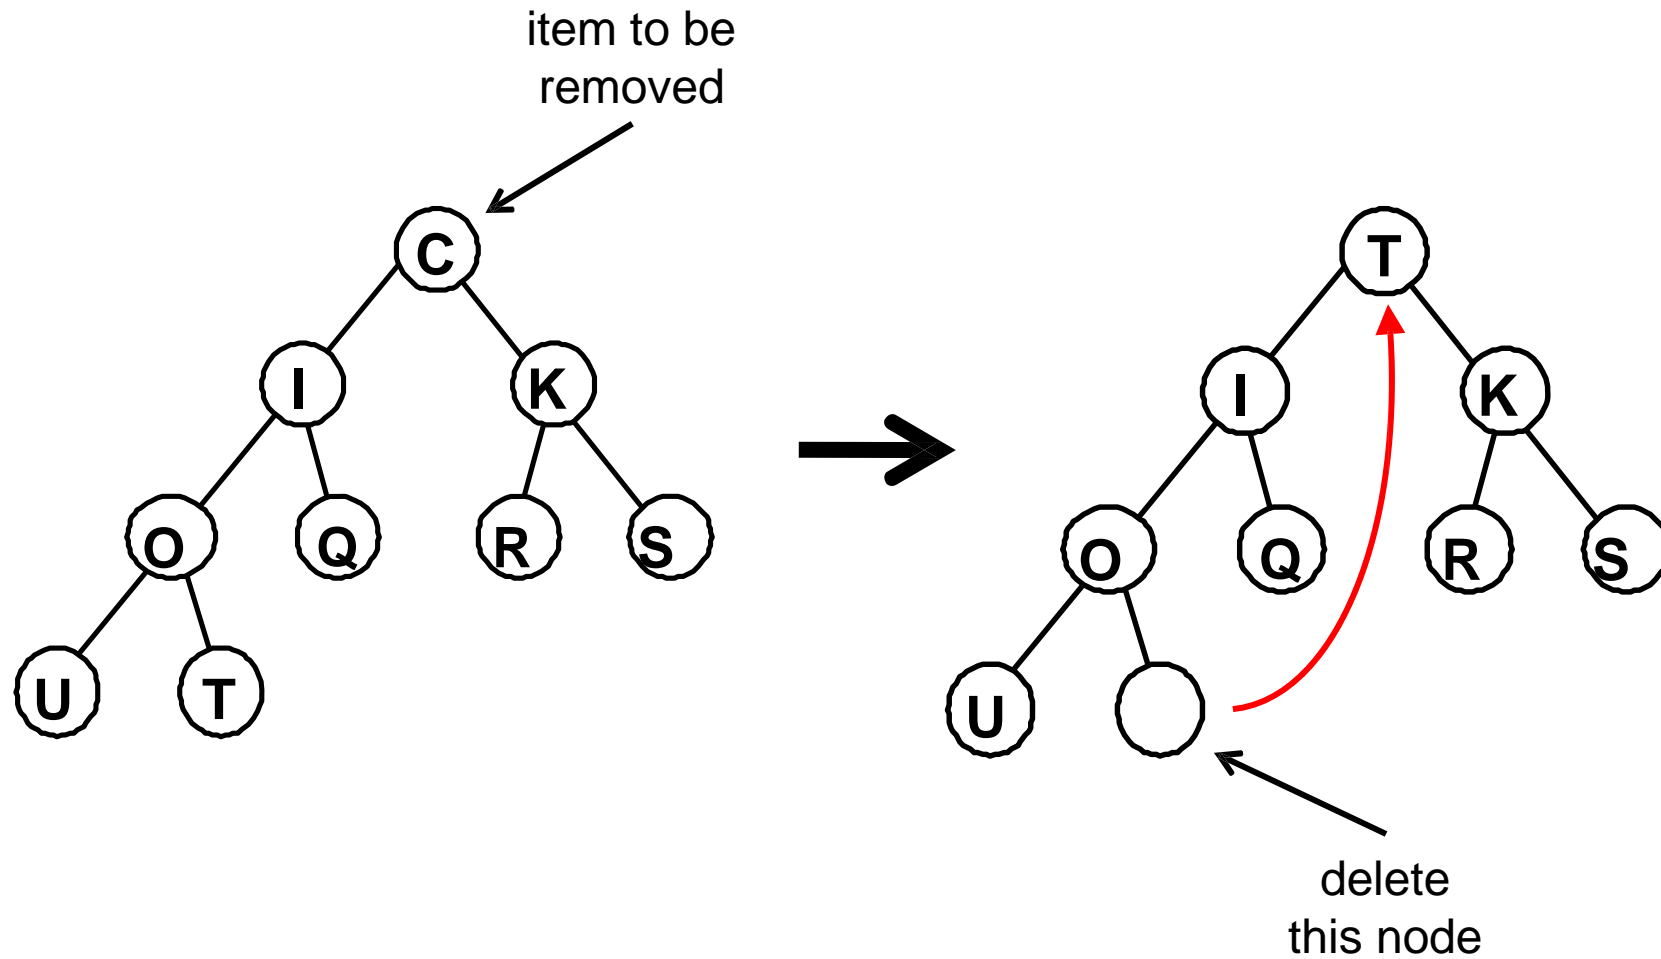 item to be
removed
C
I
K
O
Q
R
S
U
T
T
I
K
O
Q
R
S
U
delete
this node